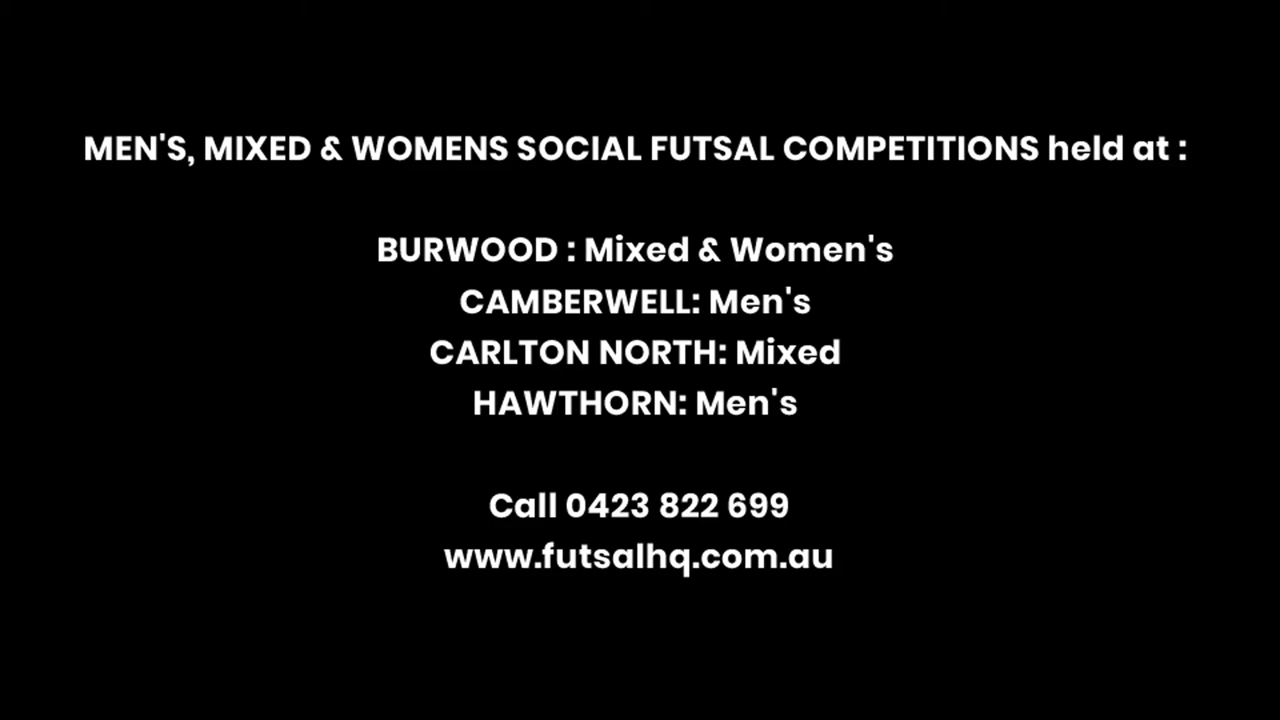 MEN'S, MIXED & WOMENS SOCIAL FUTSAL COMPETITIONS held at :
BURWOOD : Mixed & Women's
CAMBERWELL: Men's
CARLTON NORTH: Mixed
HAWTHORN: Men's
Call 0423 822 699
www.futsalhq.com.au